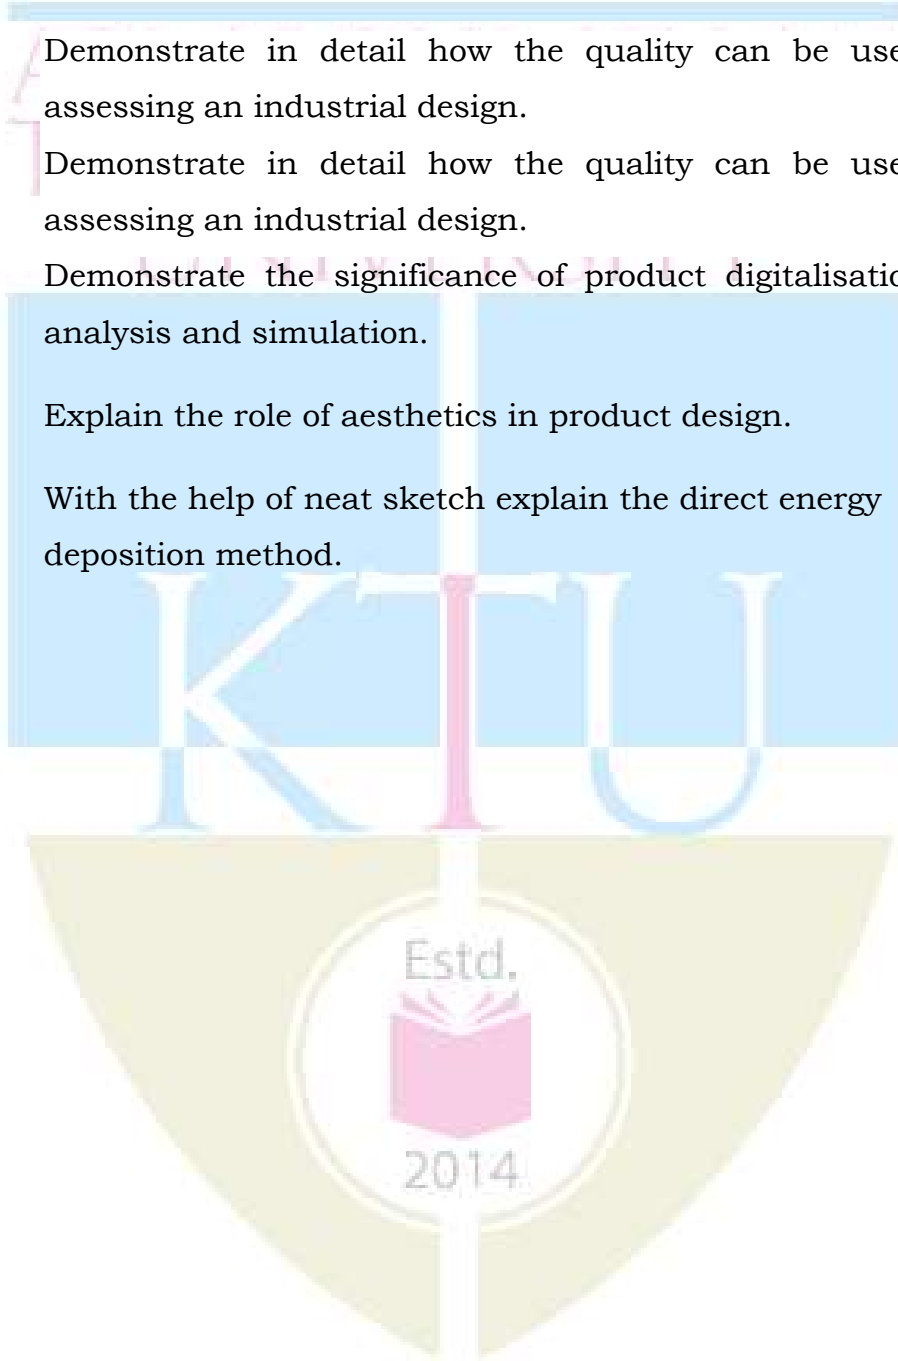 Demonstrate in detail how the quality can be use
assessing an industrial design.
Demonstrate in detail how the quality can be use
assessing an industrial design.
Demonstrate the significance of product digitalisatio
analysis and simulation.
Explain the role of aesthetics in product design.
With the help of neat sketch explain the direct energy
deposition method.
KTU
Estd.
2014